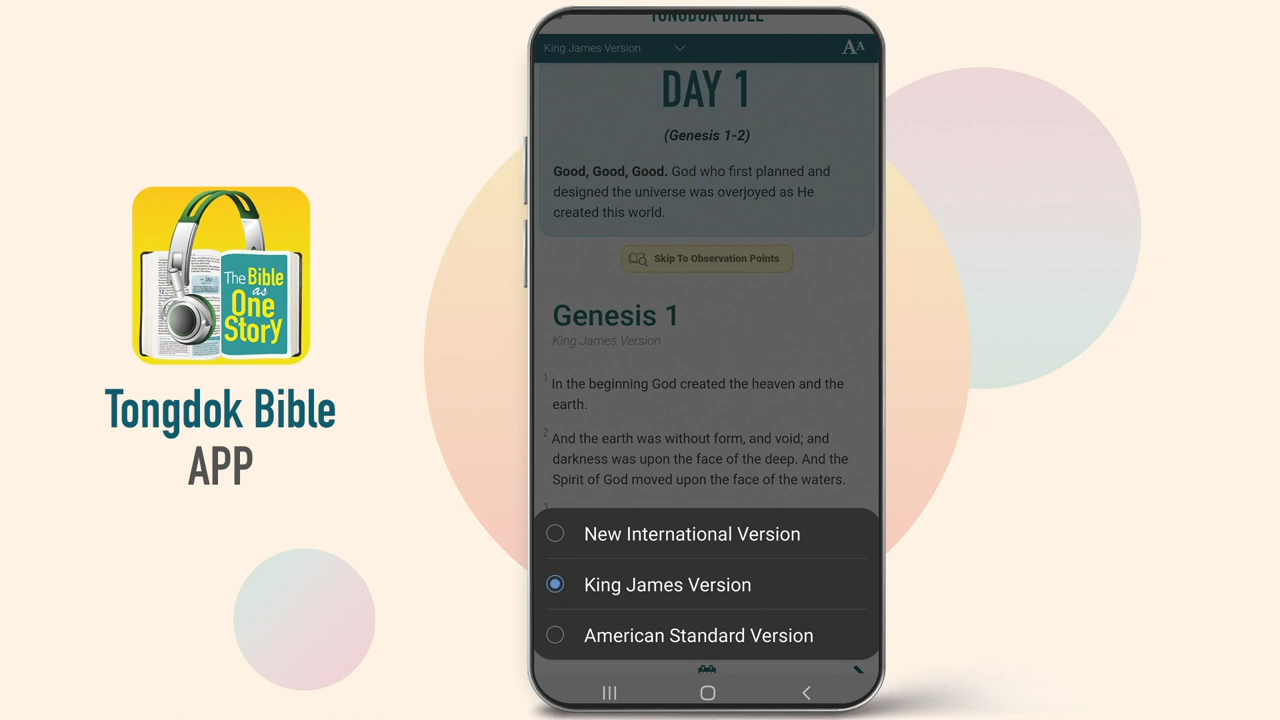 The Bible
as
One
Story
Tongdok Bible
APP
TONGDOK BIBLE
King James Version
AA
DAY 1
(Genesis 1-2)
Good, Good, Good. God who first planned and
designed the universe was overjoyed as He
created this world.
Skip To Observation Points
Genesis 1
King James Version
1 In the beginning God created the heaven and the
earth.
2 And the earth was without form, and void; and
darkness was upon the face of the deep. And the
Spirit of God moved upon the face of the waters.
New International Version
King James Version
American Standard Version